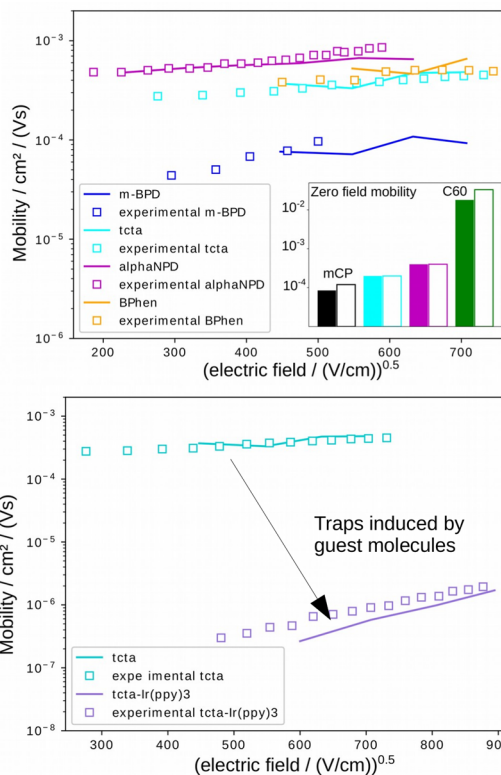 10⁻³
10⁻⁴
10⁻⁵
10⁻⁶
Mobility / cm² / (Vs)
m-BPD
experimental m-BPD
tcta
experimental tcta
alphaNPD
experimental alphaNPD
BPhen
experimental BPhen
Zero field mobility
C60
mCP
10⁻²
10⁻³
10⁻⁴
200
300
400
500
600
700
(electric field / (V/cm))⁰·⁵
10⁻³
10⁻⁴
10⁻⁵
10⁻⁶
10⁻⁷
10⁻⁸
Mobility / cm² / (Vs)
Traps induced by
guest molecules
tcta
expe imental tcta
tcta-Ir(ppy)3
experimental tcta-Ir(ppy)3
300
400
500
600
700
800
90
(electric field / (V/cm))⁰·⁵